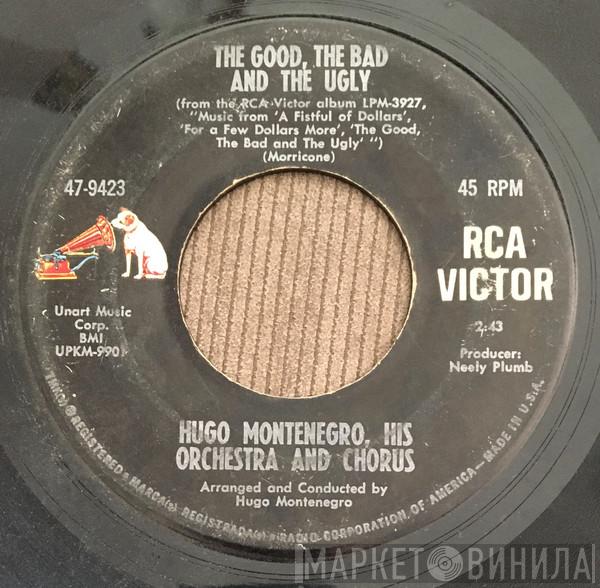 THE GOOD, THE BAD
AND THE UGLY
(from the RCA Victor album LPM-3927,
"Music from 'A Fistful of Dollars',
'For a Few Dollars More', 'The Good,
The Bad and The Ugly' ")
(Morricone)
47-9423
45 RPM
RCA
VICTOR
Unart Music
Corp.
BMI
UPKM-9901
2:43
Producer:
Neely Plumb
HUGO MONTENEGRO, HIS
ORCHESTRA AND CHORUS
Arranged and Conducted by
Hugo Montenegro
TMK(s) ® REGISTERED • MARCA(s) REGISTRADA(s) • RADIO CORPORATION OF AMERICA—MADE IN U.S.A.
МАРКЕТ ВИНИЛА